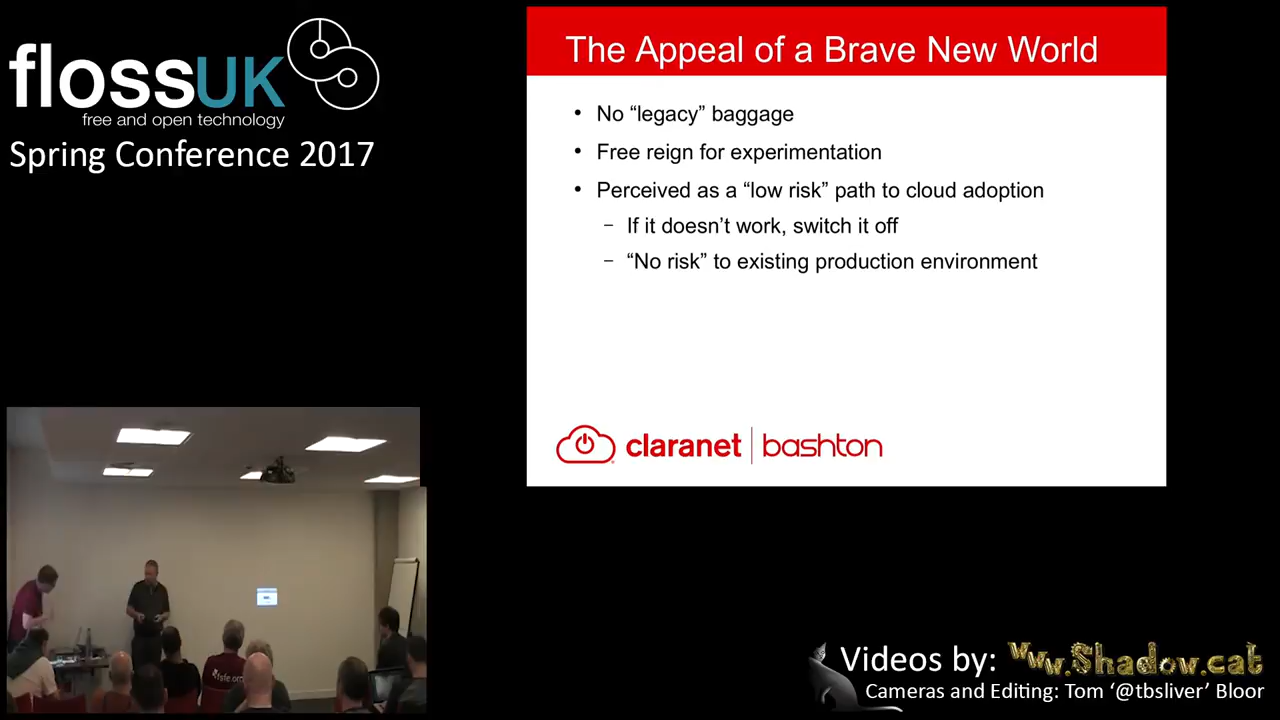 flossUK
free and open technology
Spring Conference 2017
The Appeal of a Brave New World
• No “legacy” baggage
• Free reign for experimentation
• Perceived as a “low risk” path to cloud adoption
– If it doesn’t work, switch it off
– “No risk” to existing production environment
claranet | bashton
fsfe.org
Videos by: Www.Shadow.cat
Cameras and Editing: Tom ‘@tbsliver’ Bloor